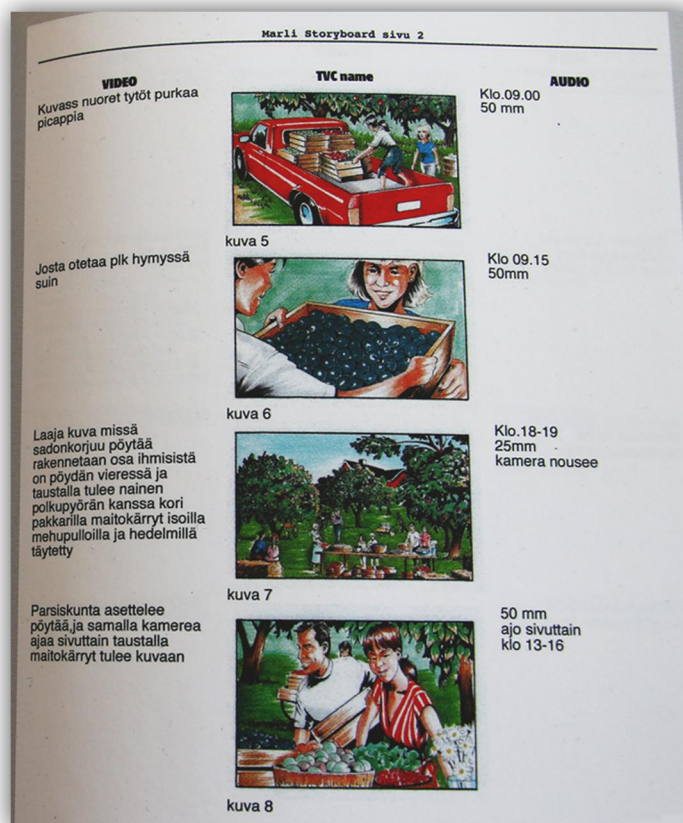 Marli Storyboard sivu 2
VIDEO
TVC name
AUDIO
Kuvass nuoret tytöt purkaa
picappia
Klo.09.00
50 mm
kuva 5
Josta otetaa plk hymyssä
suin
Klo 09.15
50mm
kuva 6
Laaja kuva missä
sadonkorjuu pöytää
rakennetaan osa ihmisistä
on pöydän vieressä ja
taustalla tulee nainen
polkupyörän kanssa kori
pakkarilla maitokärryt isoilla
mehupulloilla ja hedelmillä
täytetty
Klo.18-19
25mm
kamera nousee
kuva 7
Parsiskunta asettelee
pöytää,ja samalla kamerea
ajaa sivuttain taustalla
maitokärryt tulee kuvaan
50 mm
ajo sivuttain
klo 13-16
kuva 8